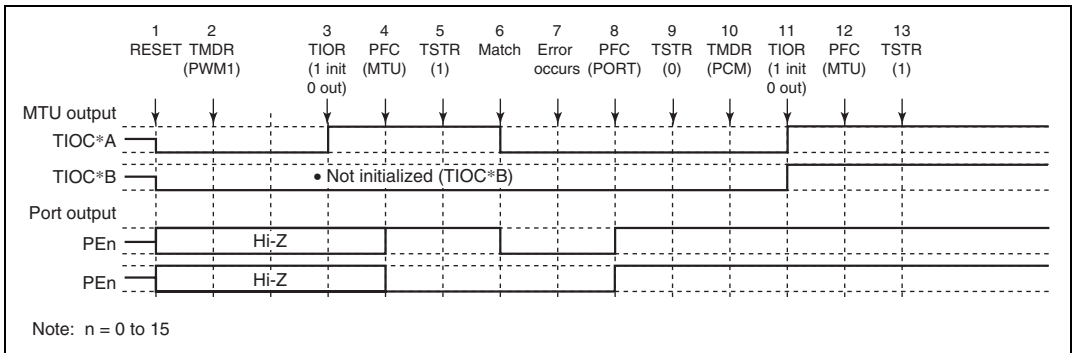 1 2 3 4 5 6 7 8 9 10 11 12 13
RESET TMDR TIOR PFC TSTR Match Error PFC TSTR TMDR TIOR PFC TSTR
(PWM1) (1 init (MTU) (1) occurs (PORT) (0) (PCM) (1 init (MTU) (1)
0 out) 0 out)
MTU output
TIOC*A
TIOC*B • Not initialized (TIOC*B)
Port output
PEn Hi-Z
PEn Hi-Z
Note: n = 0 to 15